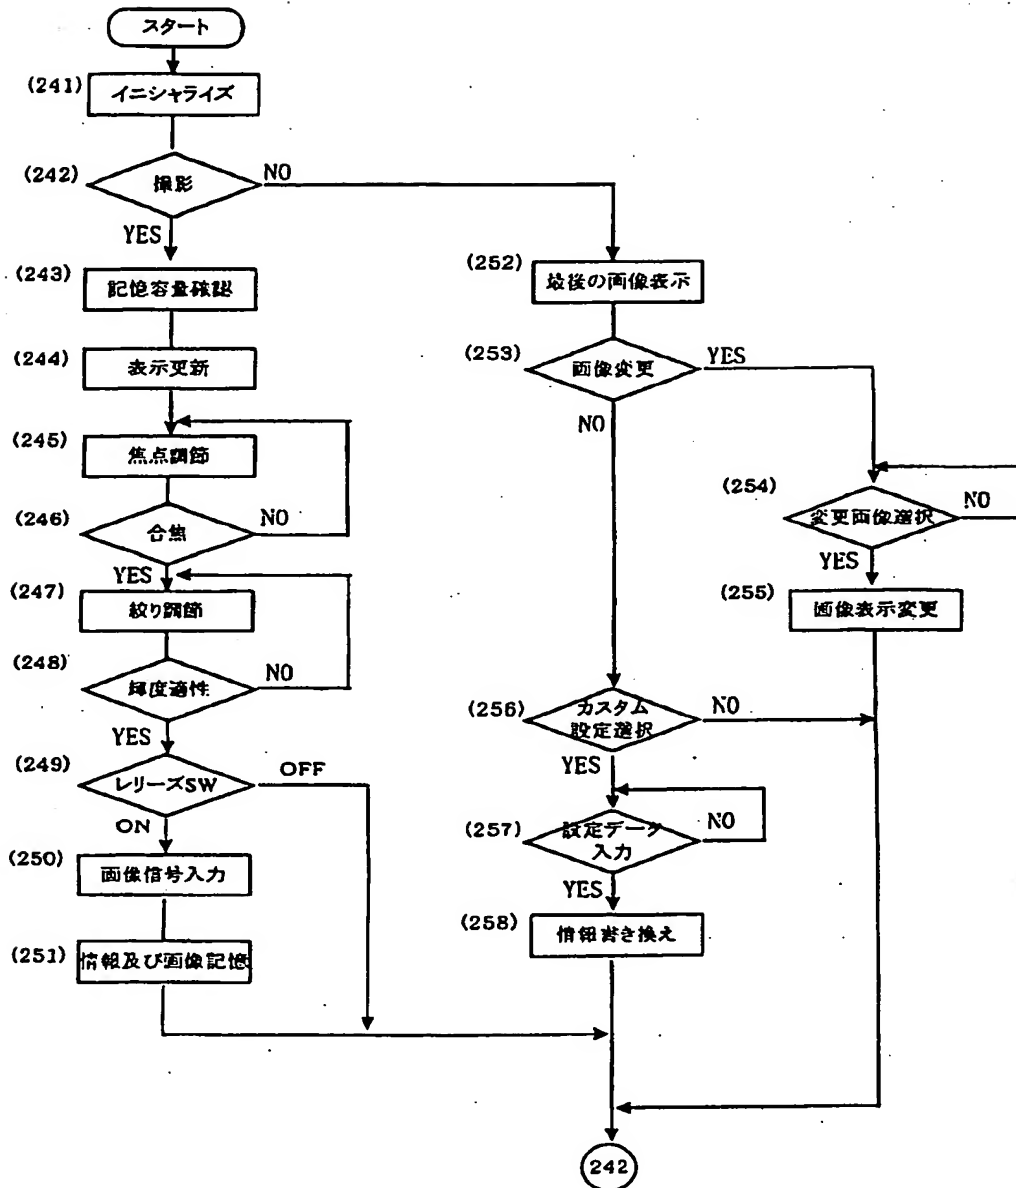 スタート
(241)
イニシャライズ
(242)
撮影
NO
YES
(243)
記憶容量確認
(244)
表示更新
(245)
焦点調節
(246)
合焦
NO
YES
(247)
絞り調節
(248)
輝度適性
NO
YES
(249)
レリーズSW
OFF
ON
(250)
画像信号入力
(251)
情報及び画像記憶
(252)
最後の画像表示
(253)
画像変更
YES
NO
(254)
変更画像選択
NO
YES
(255)
画像表示変更
(256)
カスタム
設定選択
NO
YES
(257)
設定データ
入力
NO
YES
(258)
情報書き換え
242